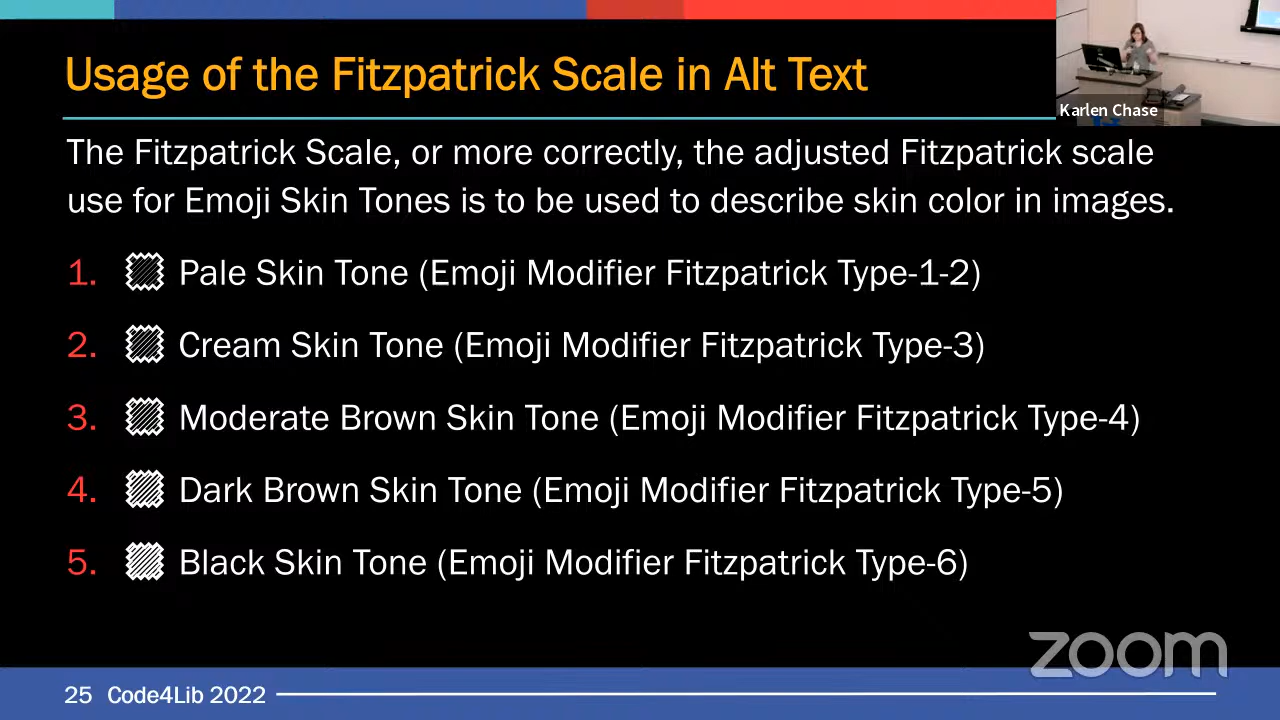 Usage of the Fitzpatrick Scale in Alt Text
Karlen Chase
The Fitzpatrick Scale, or more correctly, the adjusted Fitzpatrick scale
use for Emoji Skin Tones is to be used to describe skin color in images.
1. Pale Skin Tone (Emoji Modifier Fitzpatrick Type-1-2)
2. Cream Skin Tone (Emoji Modifier Fitzpatrick Type-3)
3. Moderate Brown Skin Tone (Emoji Modifier Fitzpatrick Type-4)
4. Dark Brown Skin Tone (Emoji Modifier Fitzpatrick Type-5)
5. Black Skin Tone (Emoji Modifier Fitzpatrick Type-6)
zoom
25 Code4Lib 2022